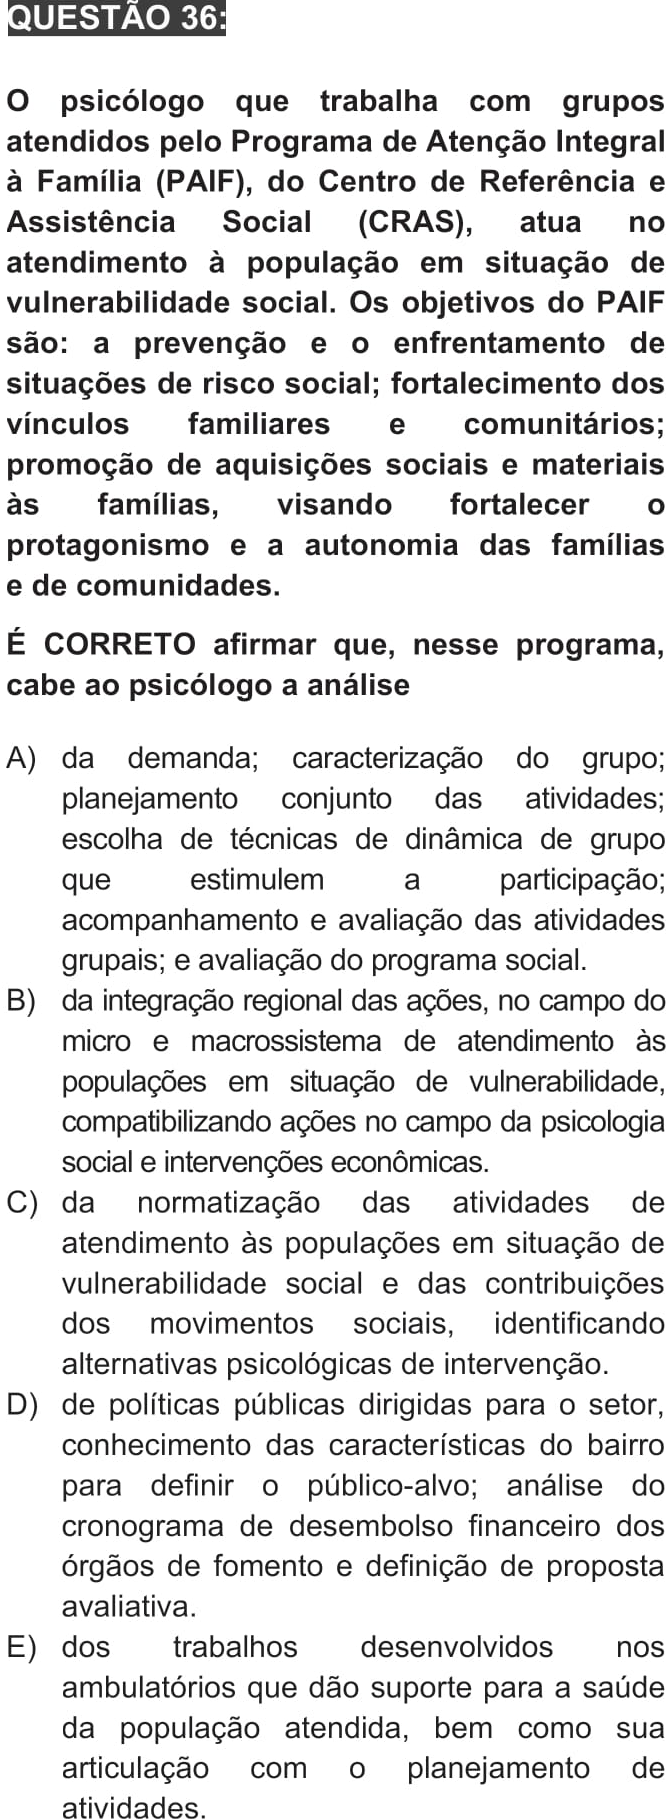 QUESTÃO 36:
O psicólogo que trabalha com grupos
atendidos pelo Programa de Atenção Integral
à Família (PAIF), do Centro de Referência e
Assistência Social (CRAS), atua no
atendimento à população em situação de
vulnerabilidade social. Os objetivos do PAIF
são: a prevenção e o enfrentamento de
situações de risco social; fortalecimento dos
vínculos familiares e comunitários;
promoção de aquisições sociais e materiais
às famílias, visando fortalecer o
protagonismo e a autonomia das famílias
e de comunidades.
É CORRETO afirmar que, nesse programa,
cabe ao psicólogo a análise
A) da demanda; caracterização do grupo;
planejamento conjunto das atividades;
escolha de técnicas de dinâmica de grupo
que estimulem a participação;
acompanhamento e avaliação das atividades
grupais; e avaliação do programa social.
B) da integração regional das ações, no campo do
micro e macrossistema de atendimento às
populações em situação de vulnerabilidade,
compatibilizando ações no campo da psicologia
social e intervenções econômicas.
C) da normatização das atividades de
atendimento às populações em situação de
vulnerabilidade social e das contribuições
dos movimentos sociais, identificando
alternativas psicológicas de intervenção.
D) de políticas públicas dirigidas para o setor,
conhecimento das características do bairro
para definir o público-alvo; análise do
cronograma de desembolso financeiro dos
órgãos de fomento e definição de proposta
avaliativa.
E) dos trabalhos desenvolvidos nos
ambulatórios que dão suporte para a saúde
da população atendida, bem como sua
articulação com o planejamento de
atividades.